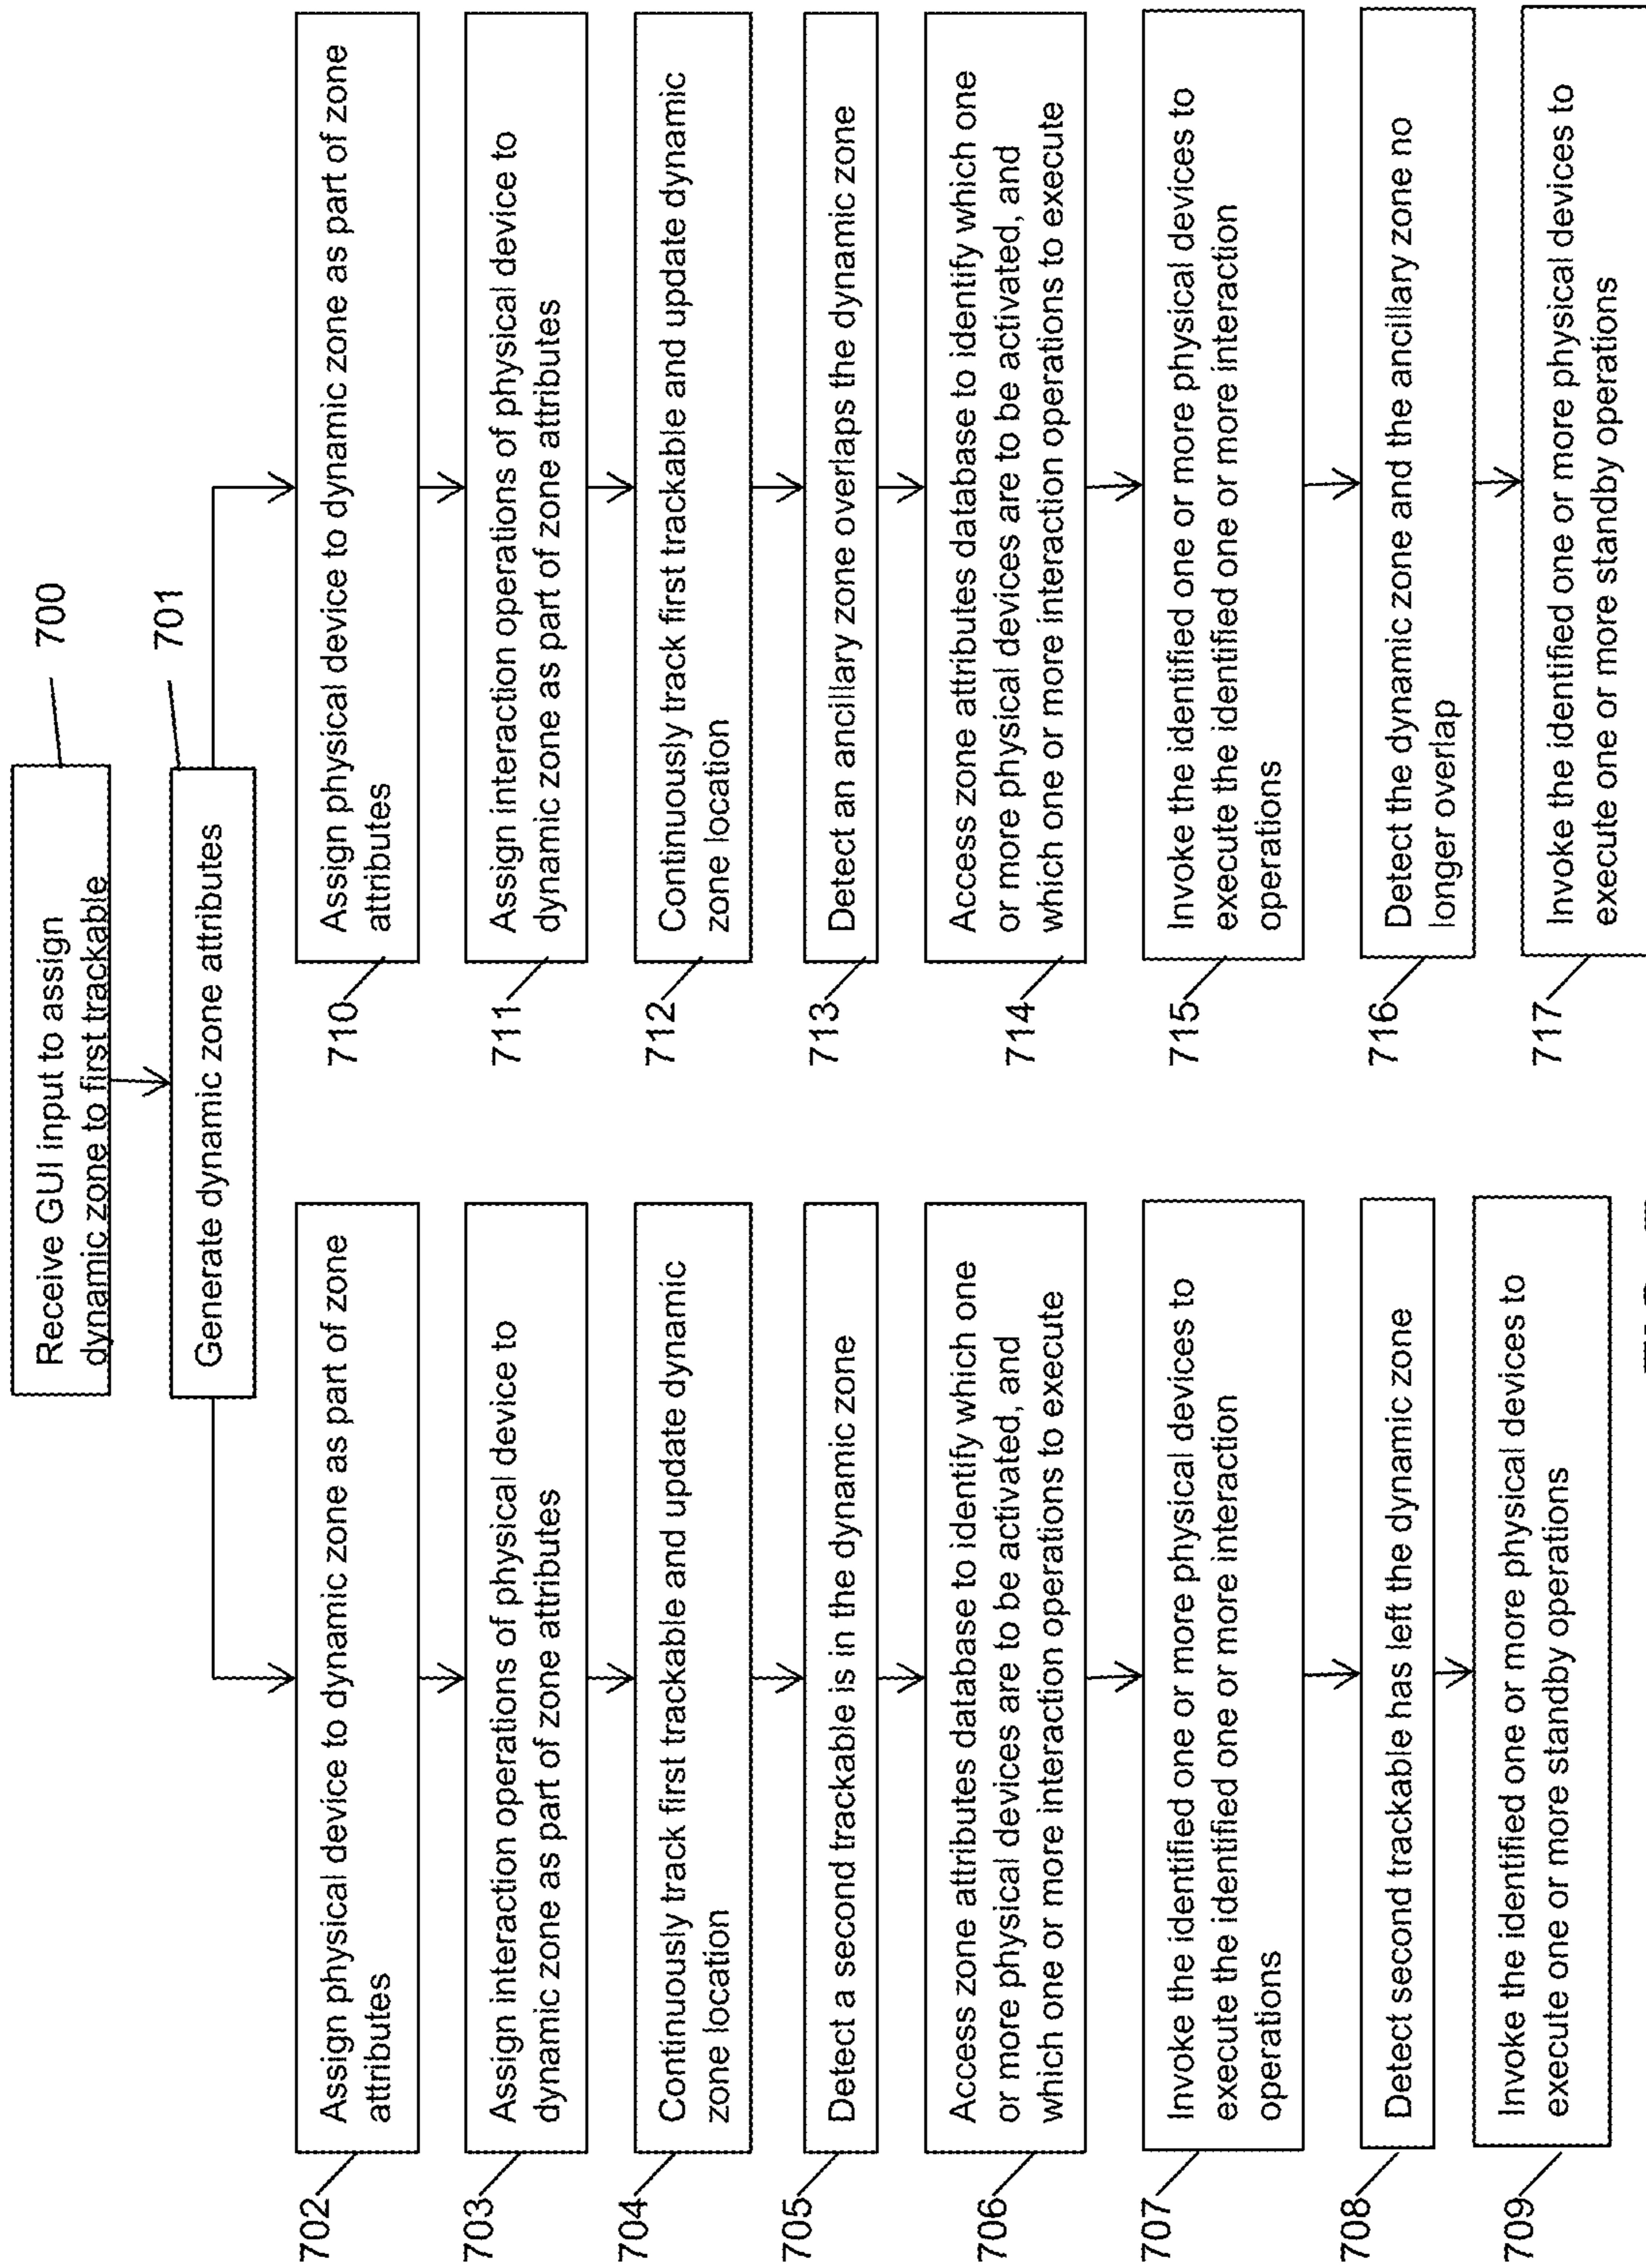 Receive GUI input to assign
dynamic zone to first trackable
700
Generate dynamic zone attributes
701
702
Assign physical device to dynamic zone as part of zone
attributes
703
Assign interaction operations of physical device to
dynamic zone as part of zone attributes
704
Continuously track first trackable and update dynamic
zone location
705
Detect a second trackable is in the dynamic zone
706
Access zone attributes database to identify which one
or more physical devices are to be activated, and
which one or more interaction operations to execute
707
Invoke the identified one or more physical devices to
execute the identified one or more interaction
operations
708
Detect second trackable has left the dynamic zone
709
Invoke the identified one or more physical devices to
execute one or more standby operations
710
Assign physical device to dynamic zone as part of zone
attributes
711
Assign interaction operations of physical device to
dynamic zone as part of zone attributes
712
Continuously track first trackable and update dynamic
zone location
713
Detect an ancillary zone overlaps the dynamic zone
714
Access zone attributes database to identify which one
or more physical devices are to be activated, and
which one or more interaction operations to execute
715
Invoke the identified one or more physical devices to
execute the identified one or more interaction
operations
716
Detect the dynamic zone and the ancillary zone no
longer overlap
717
Invoke the identified one or more physical devices to
execute one or more standby operations